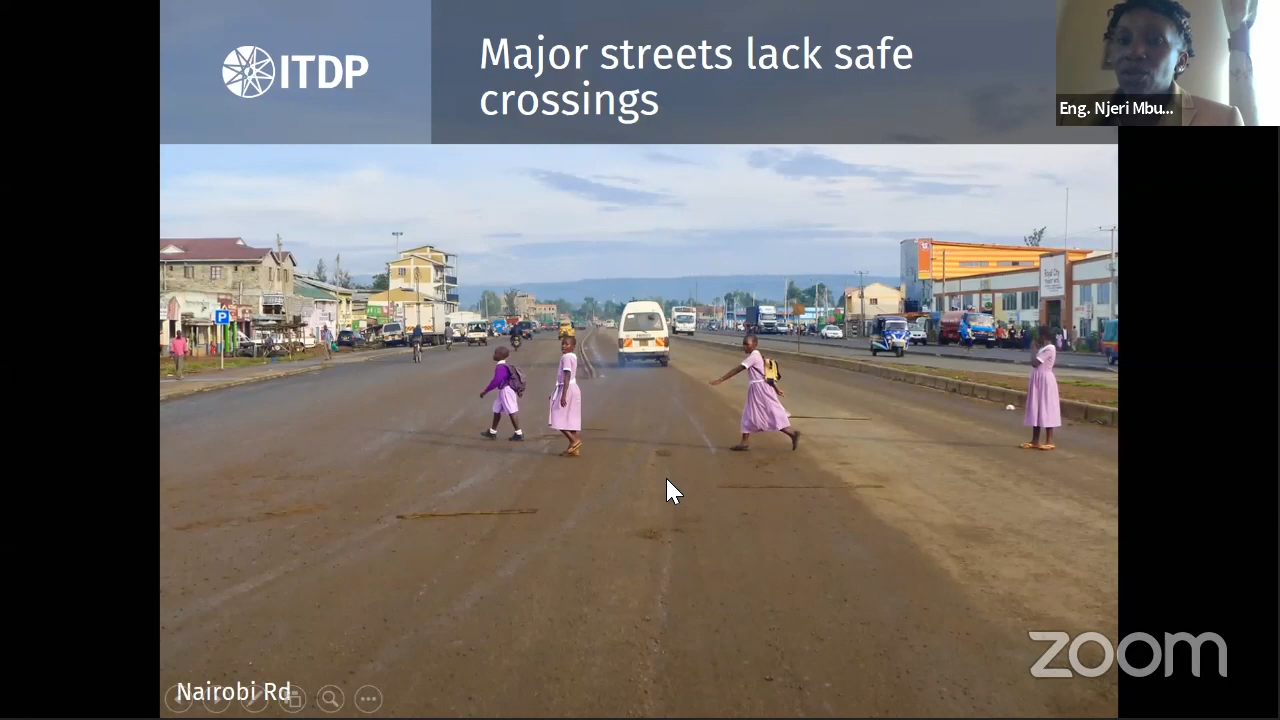 ITDP
Major streets lack safe
crossings
Eng. Njeri Mbu...
P
Nairobi Rd
zoom